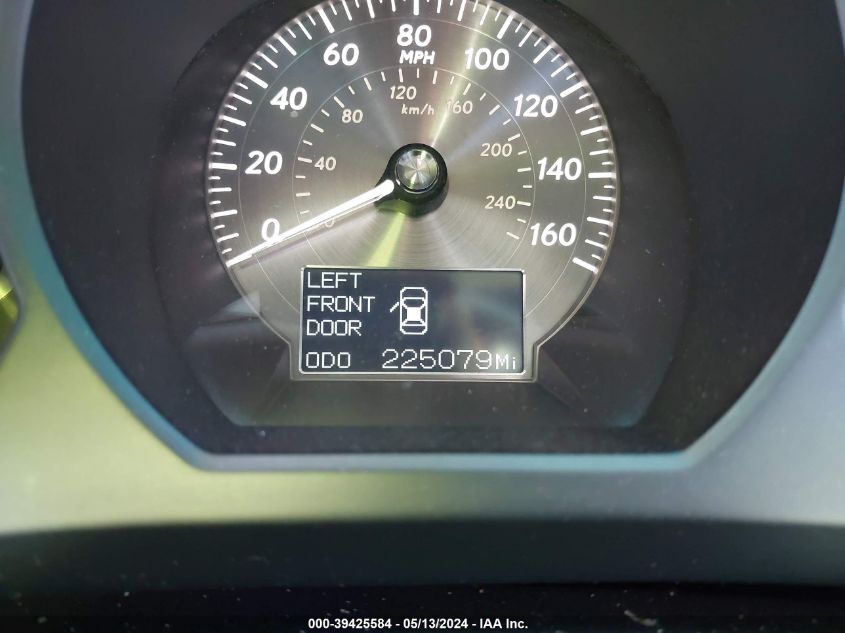 80
MPH
60 100
40 120
20 140
0 160
120
km/h
80 160
40 200
20 240
LEFT
FRONT
DOOR
ODO 225079Mi
000-39425584 - 05/13/2024 - IAA Inc.